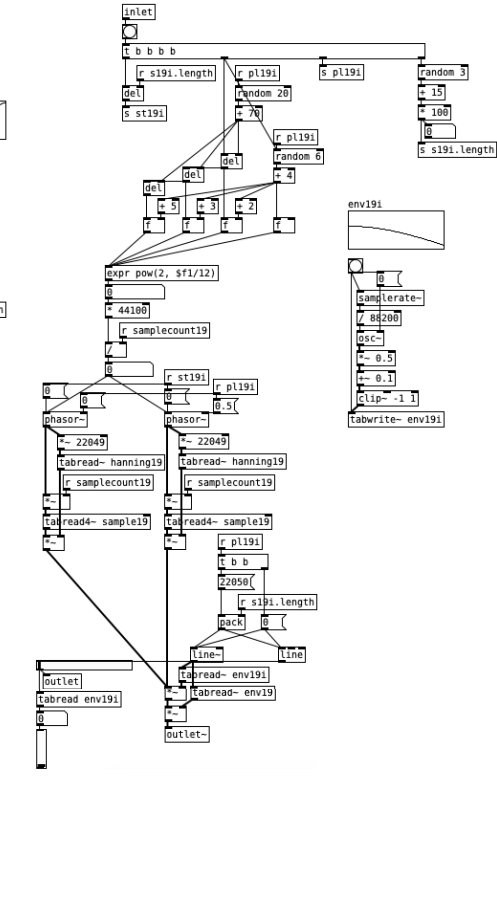 inlet
t b b b b
r s19i.length
r pl19i
s pl19i
random 3
del
random 20
+ 15
s st19i
+ 70
* 100
r pl19i
0
random 6
s s19i.length
del
del
+ 4
del
+ 5
+ 3
+ 2
env19i
f
f
f
f
expr pow(2, $f1/12)
0
0
samplerate~
* 44100
/ 88200
r samplecount19
osc~
/
*~ 0.5
0
+~ 0.1
r st19i
r pl19i
0
0
0
0.5
clip~ -1 1
phasor~
phasor~
tabwrite~ env19i
*~ 22049
*~ 22049
tabread~ hanning19
tabread~ hanning19
r samplecount19
r samplecount19
*~
*~
tabread4~ sample19
tabread4~ sample19
*~
*~
r pl19i
t b b
22050
r s19i.length
pack
0
line~
line
tabread~ env19i
outlet
*~
tabread~ env19
tabread env19i
0
*~
outlet~